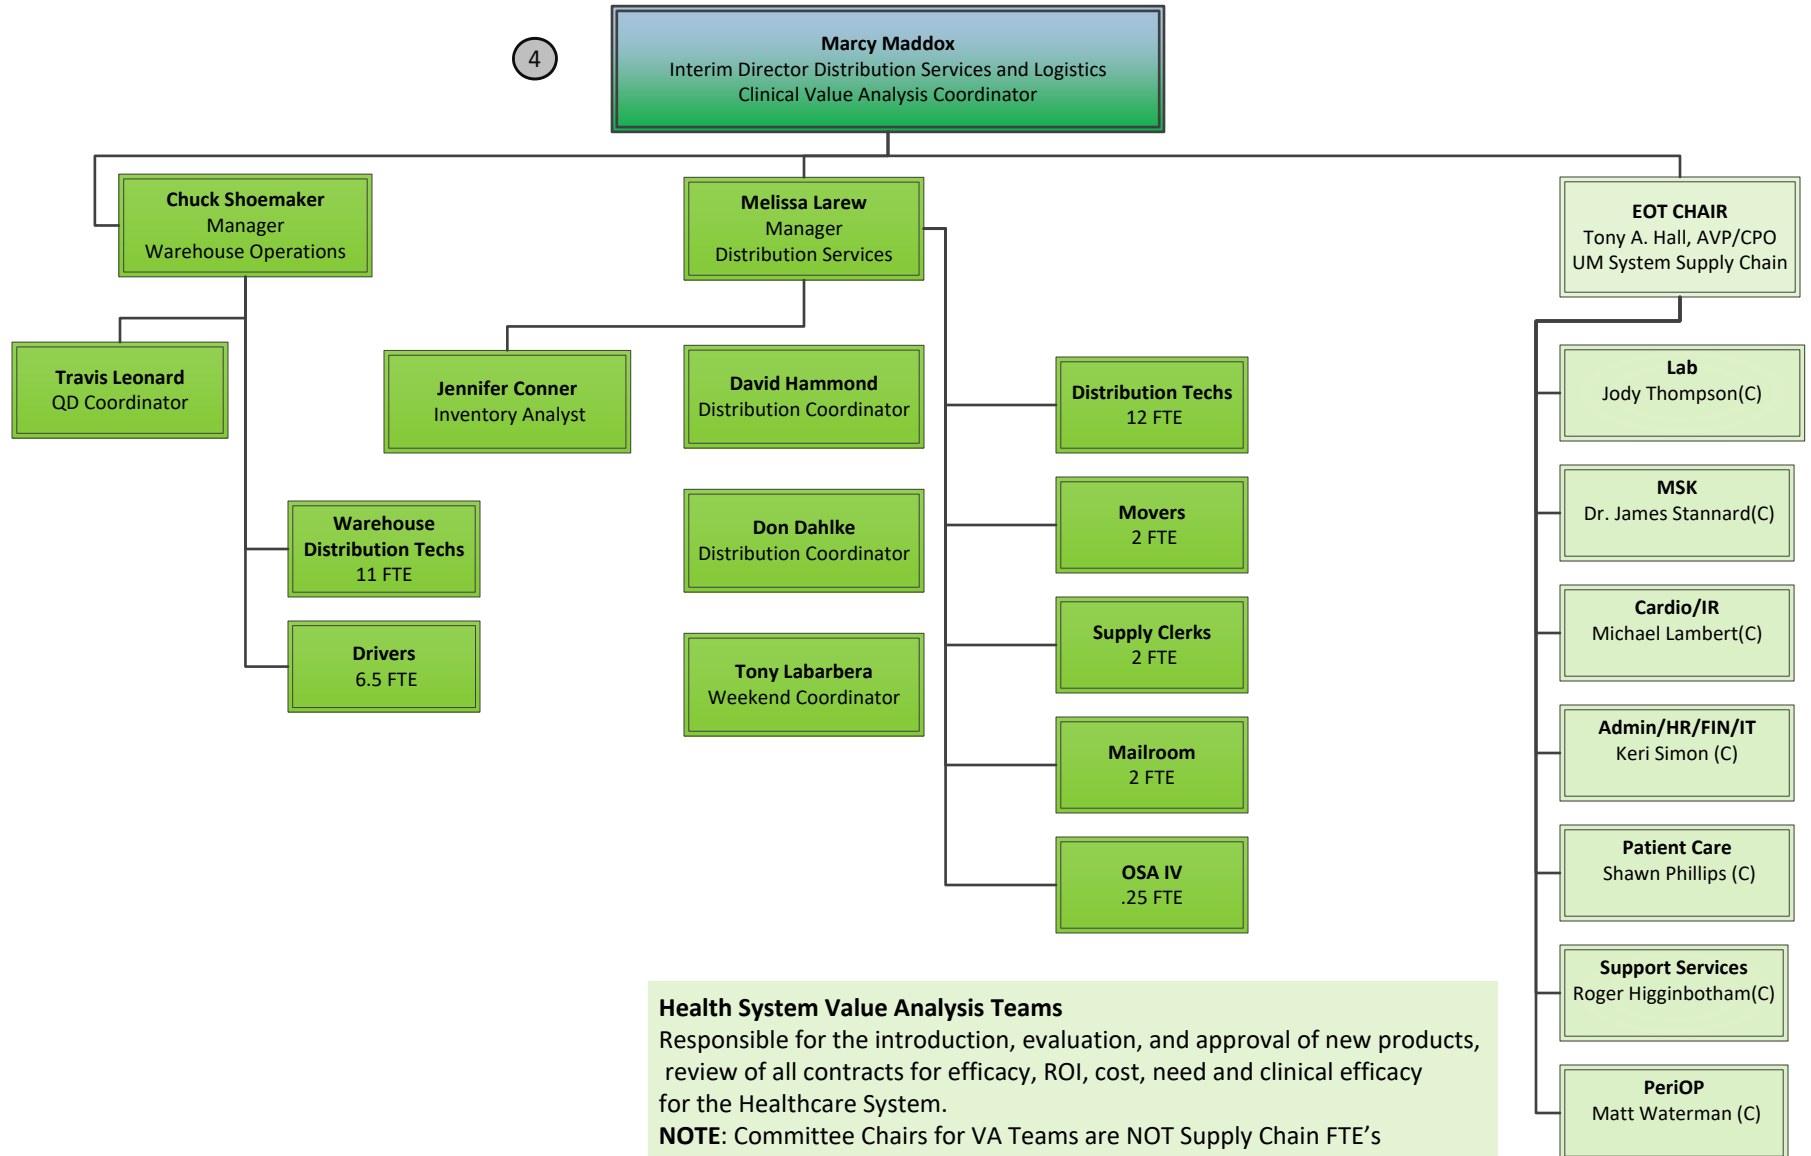 4
Marcy Maddox
Interim Director Distribution Services and Logistics
Clinical Value Analysis Coordinator
Chuck Shoemaker
Manager
Warehouse Operations
Melissa Larew
Manager
Distribution Services
EOT CHAIR
Tony A. Hall, AVP/CPO
UM System Supply Chain
Travis Leonard
QD Coordinator
Jennifer Conner
Inventory Analyst
David Hammond
Distribution Coordinator
Distribution Techs
12 FTE
Lab
Jody Thompson(C)
Warehouse
Distribution Techs
11 FTE
Don Dahlke
Distribution Coordinator
Movers
2 FTE
MSK
Dr. James Stannard(C)
Drivers
6.5 FTE
Tony Labarbera
Weekend Coordinator
Supply Clerks
2 FTE
Cardio/IR
Michael Lambert(C)
Mailroom
2 FTE
Admin/HR/FIN/IT
Keri Simon (C)
OSA IV
.25 FTE
Patient Care
Shawn Phillips (C)
Support Services
Roger Higginbotham(C)
PeriOP
Matt Waterman (C)
Health System Value Analysis Teams
Responsible for the introduction, evaluation, and approval of new products,
review of all contracts for efficacy, ROI, cost, need and clinical efficacy
for the Healthcare System.
NOTE: Committee Chairs for VA Teams are NOT Supply Chain FTE’s